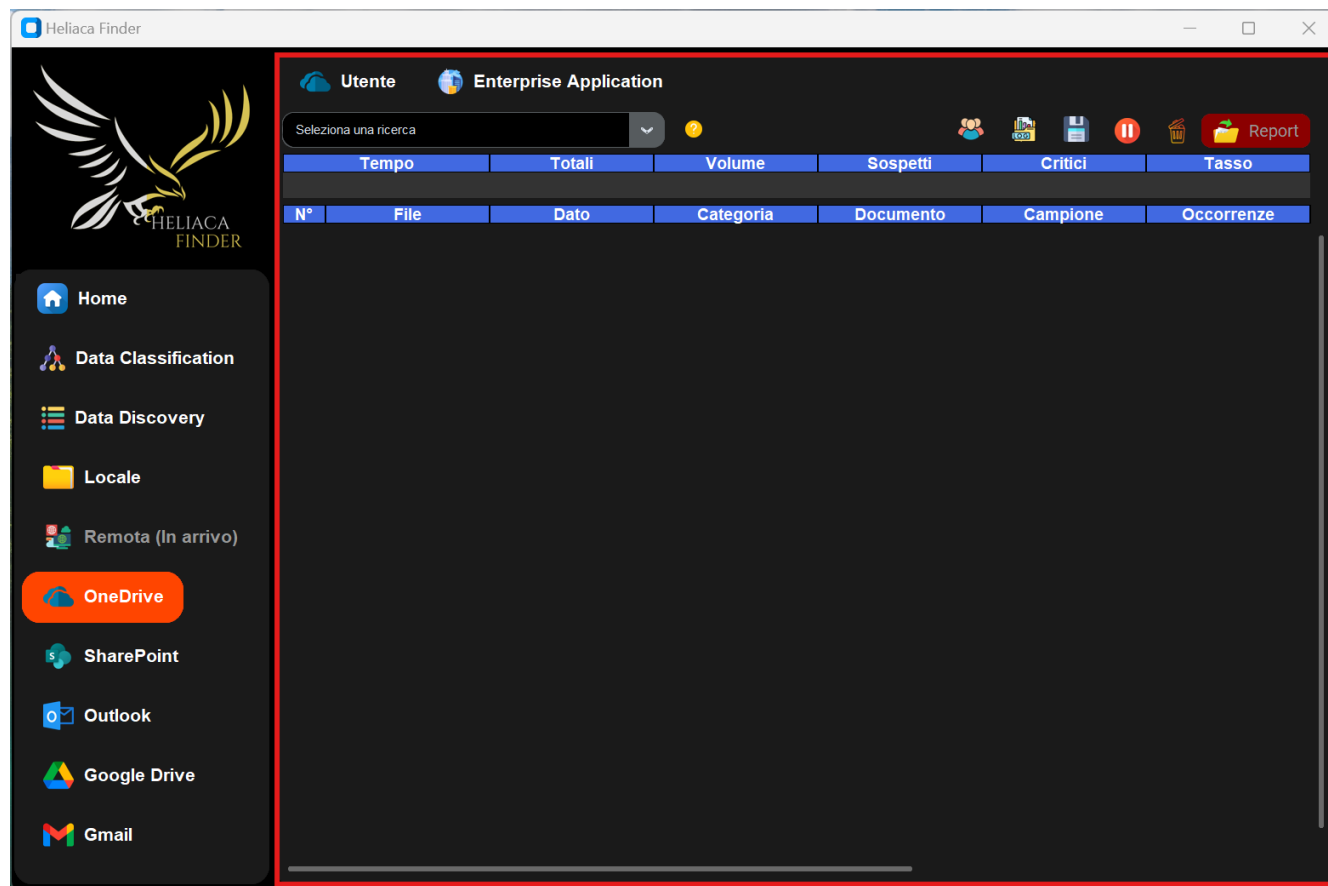 Heliaca Finder
HELIACA
FINDER
Home
Data Classification
Data Discovery
Locale
Remota (In arrivo)
OneDrive
SharePoint
Outlook
Google Drive
Gmail
Utente Enterprise Application
Seleziona una ricerca ? LOG Report
Tempo Totali Volume Sospetti Critici Tasso
N° File Dato Categoria Documento Campione Occorrenze